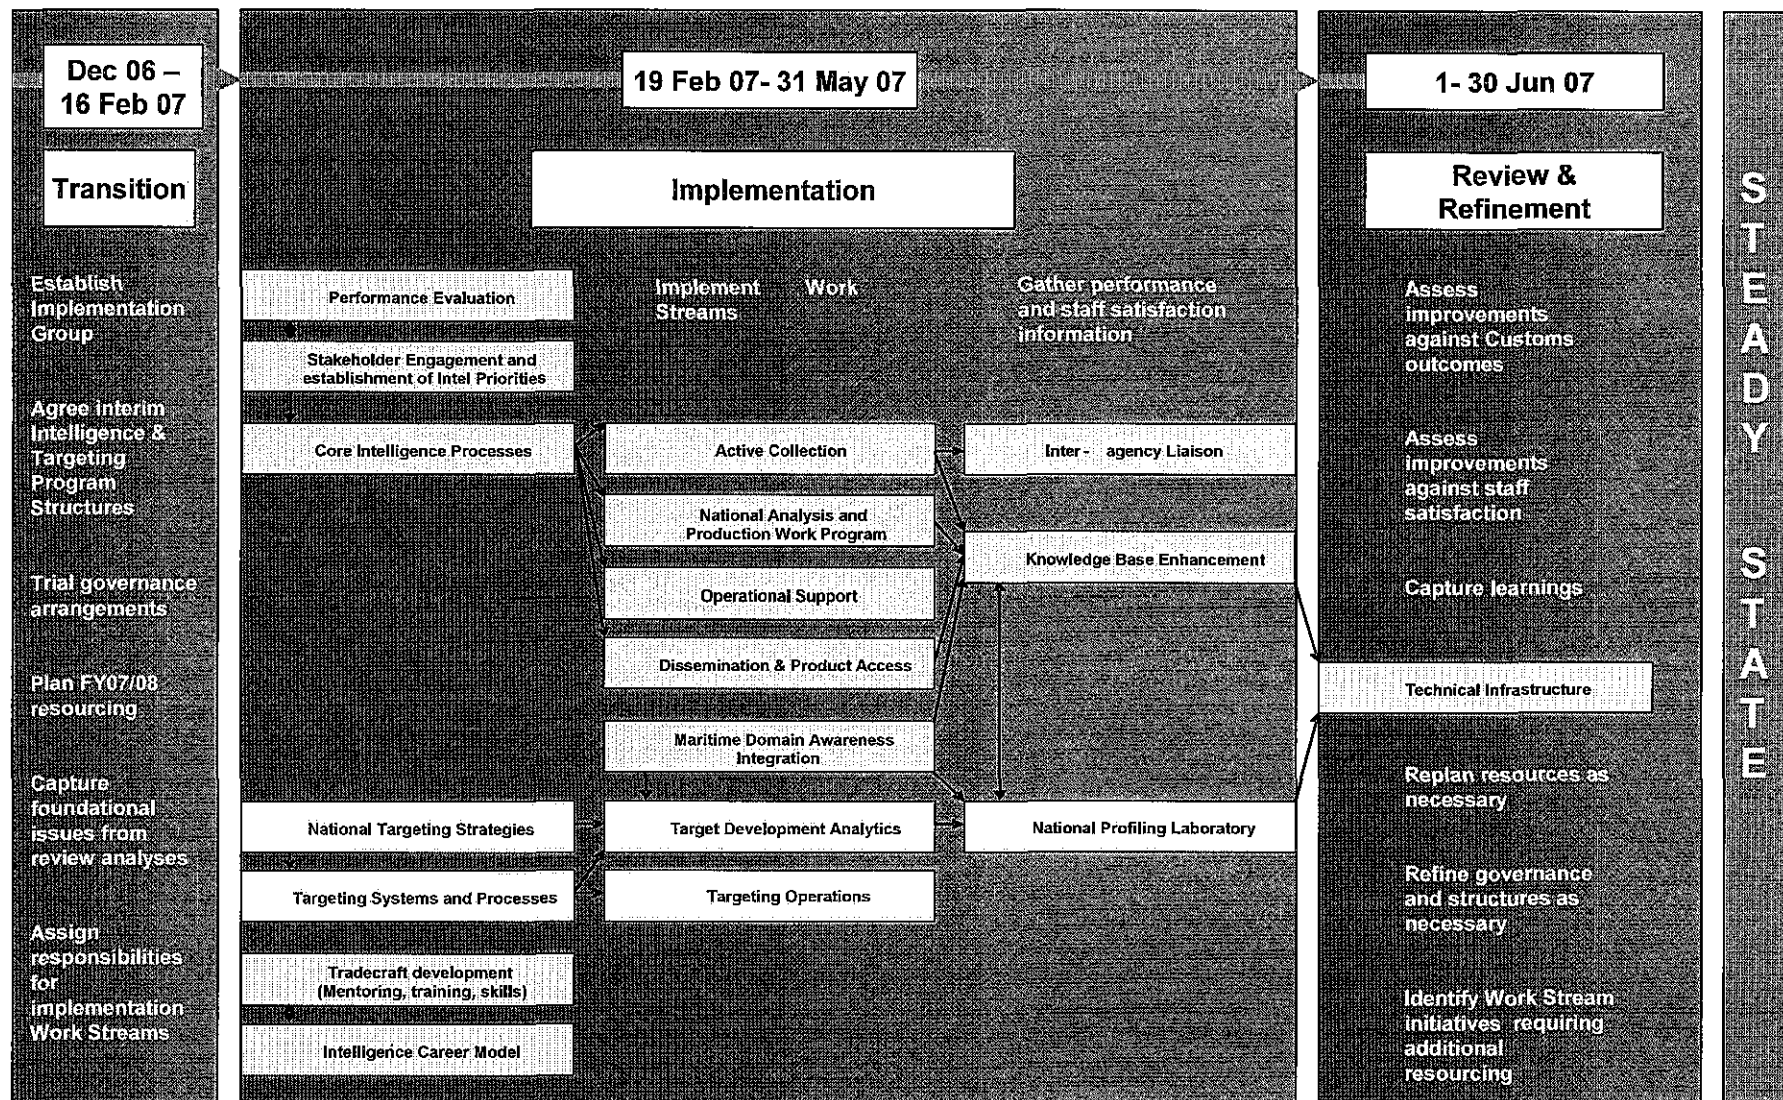 Dec 06 –
16 Feb 07
19 Feb 07- 31 May 07
1- 30 Jun 07
Transition
Implementation
Review &
Refinement
Establish
Implementation
Group
Agree interim
Intelligence &
Targeting
Program
Structures
Trial governance
arrangements
Plan FY07/08
resourcing
Capture
foundational
issues from
review analyses
Assign
responsibilities
for
implementation
Work Streams
Performance Evaluation
Stakeholder Engagement and
establishment of Intel Priorities
Core Intelligence Processes
National Targeting Strategies
Targeting Systems and Processes
Tradecraft development
(Mentoring, training, skills)
Intelligence Career Model
Implement Work
Streams
Active Collection
National Analysis and
Production Work Program
Operational Support
Dissemination & Product Access
Maritime Domain Awareness
Integration
Target Development Analytics
Targeting Operations
Gather performance
and staff satisfaction
information
Inter - agency Liaison
Knowledge Base Enhancement
National Profiling Laboratory
Assess
improvements
against Customs
outcomes
Assess
improvements
against staff
satisfaction
Capture learnings
Technical Infrastructure
Replan resources as
necessary
Refine governance
and structures as
necessary
Identify Work Stream
initiatives requiring
additional
resourcing
STEADY STATE